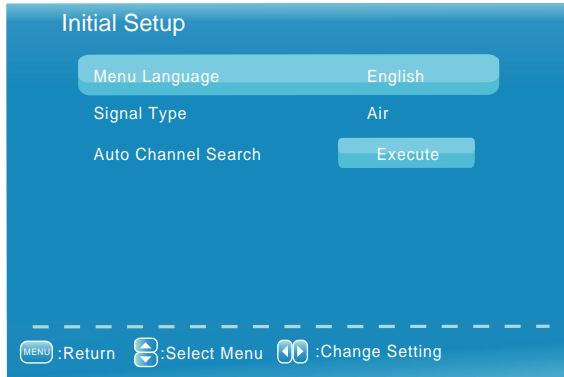 Initial Setup
Menu Language English
Signal Type Air
Auto Channel Search Execute
MENU :Return :Select Menu :Change Setting